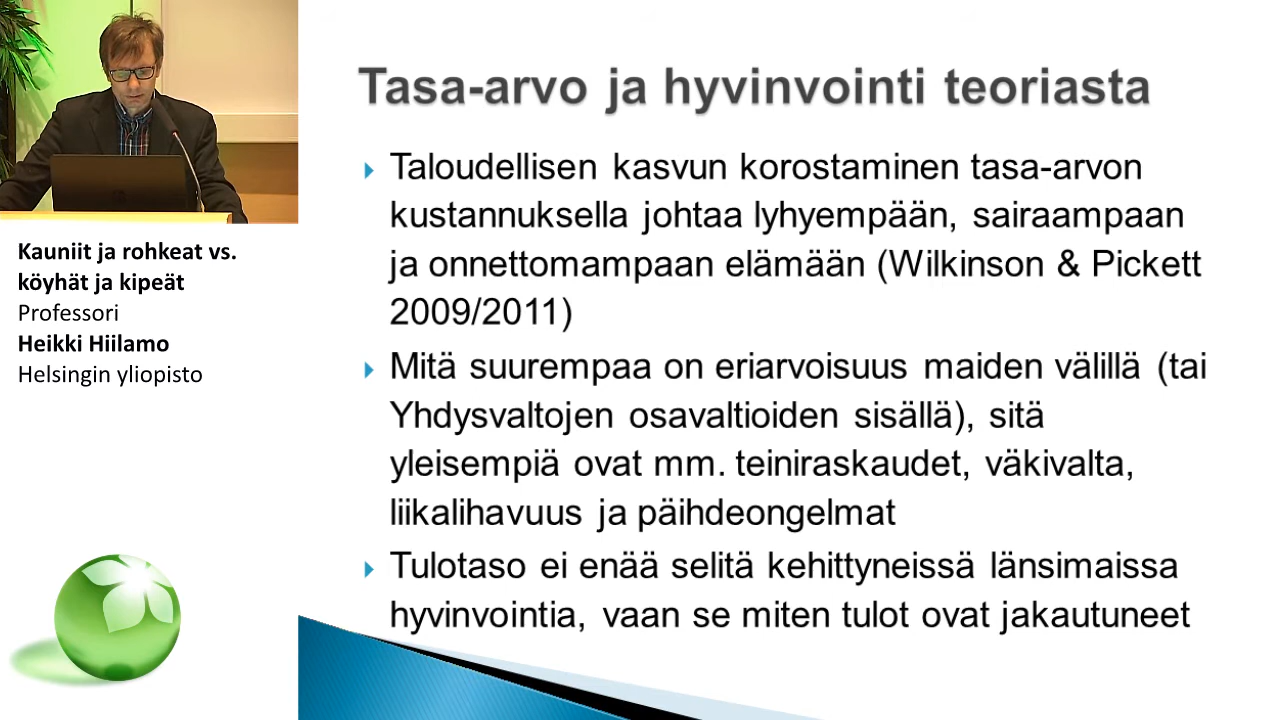 Kauniit ja rohkeat vs.
köyhät ja kipeät
Professori
Heikki Hiilamo
Helsingin yliopisto
Tasa-arvo ja hyvinvointi teoriasta
Taloudellisen kasvun korostaminen tasa-arvon
kustannuksella johtaa lyhyempään, sairaampaan
ja onnettomampaan elämään (Wilkinson & Pickett
2009/2011)
Mitä suurempaa on eriarvoisuus maiden välillä (tai
Yhdysvaltojen osavaltioiden sisällä), sitä
yleisempiä ovat mm. teiniraskaudet, väkivalta,
liikalihavuus ja päihdeongelmat
Tulotaso ei enää selitä kehittyneissä länsimaissa
hyvinvointia, vaan se miten tulot ovat jakautuneet